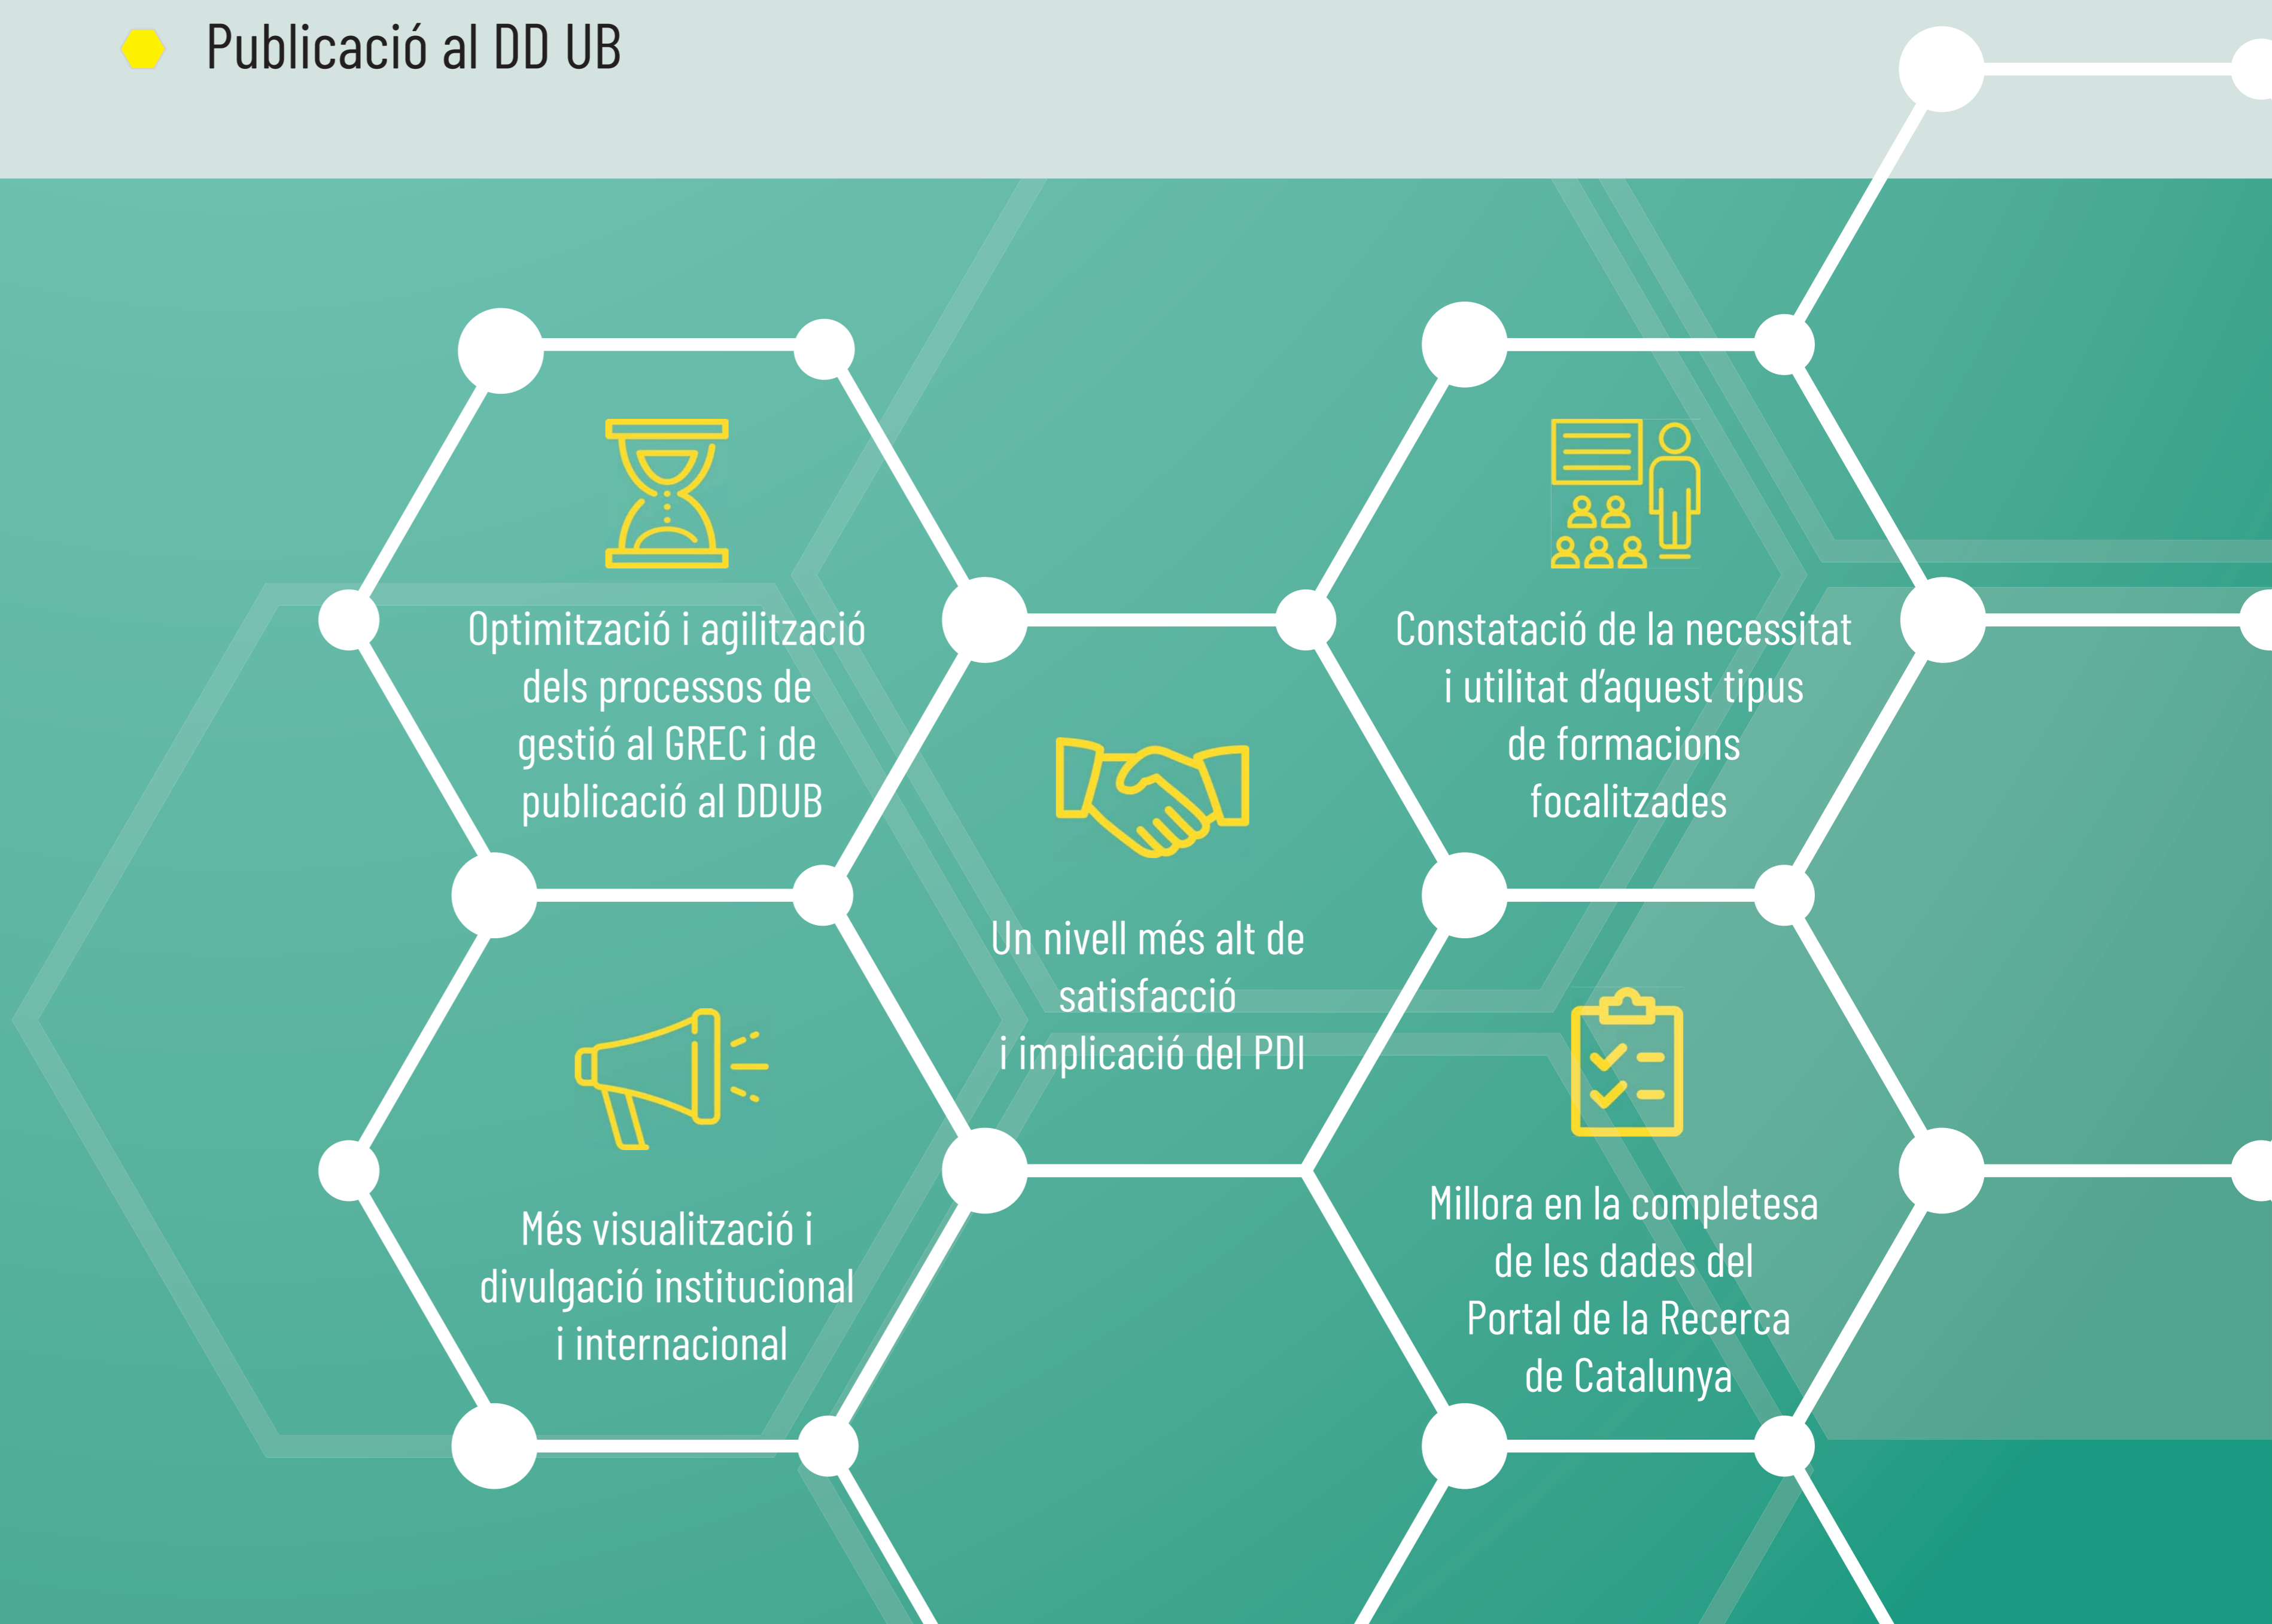 Publicació al DD UB
Optimització i agilització
dels processos de
gestió al GREC i de
publicació al DDUB
Constatació de la necessitat
i utilitat d’aquest tipus
de formacions
focalitzades
Un nivell més alt de
satisfacció
i implicació del PDI
Més visualització i
divulgació institucional
i internacional
Millora en la completesa
de les dades del
Portal de la Recerca
de Catalunya